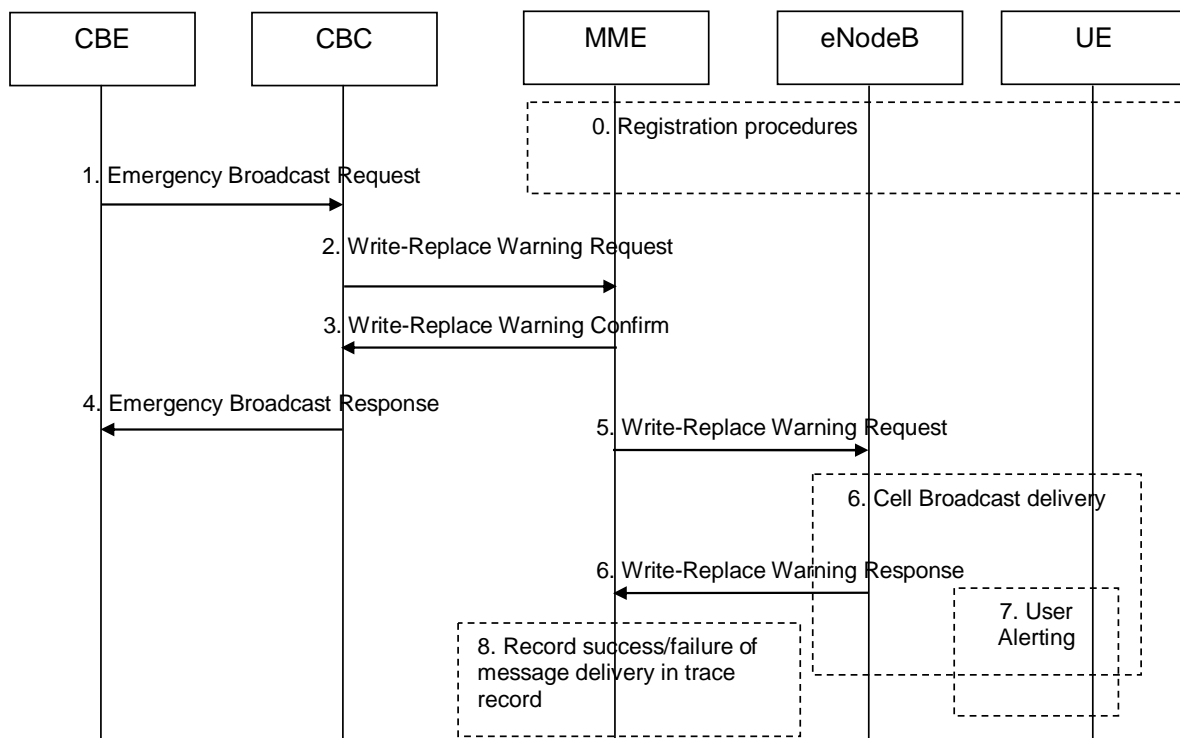 CBE
CBC
MME
eNodeB
UE
0. Registration procedures
1. Emergency Broadcast Request
2. Write-Replace Warning Request
3. Write-Replace Warning Confirm
4. Emergency Broadcast Response
5. Write-Replace Warning Request
6. Cell Broadcast delivery
6. Write-Replace Warning Response
7. User
Alerting
8. Record success/failure of
message delivery in trace
record